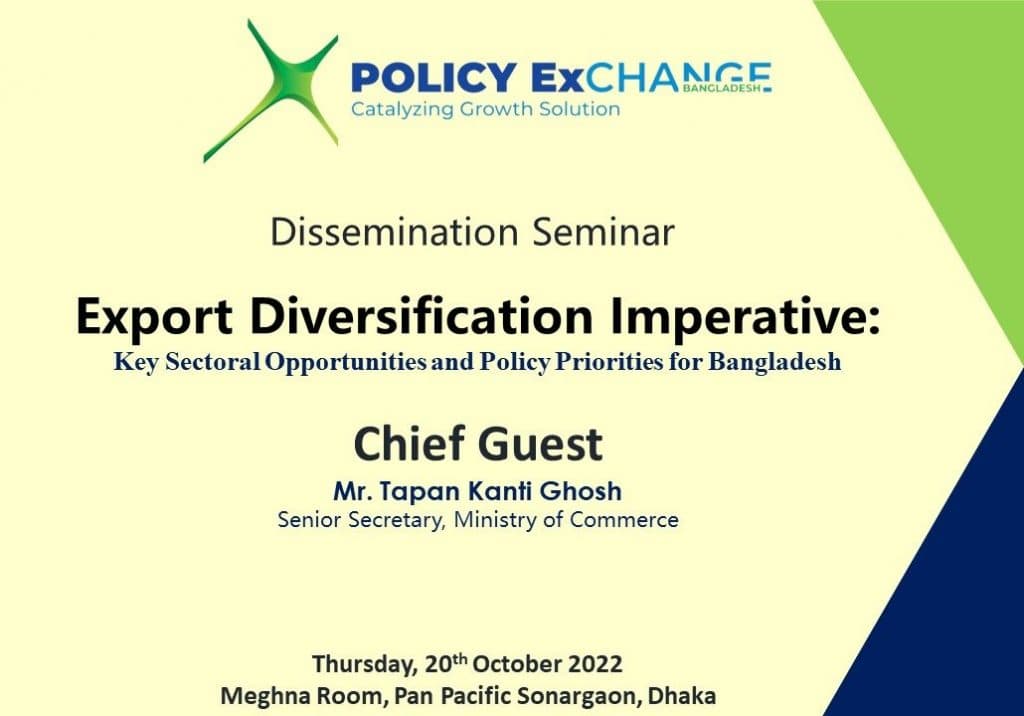 POLICY ExCHANGE
BANGLADESH
Catalyzing Growth Solution
Dissemination Seminar
Export Diversification Imperative:
Key Sectoral Opportunities and Policy Priorities for Bangladesh
Chief Guest
Mr. Tapan Kanti Ghosh
Senior Secretary, Ministry of Commerce
Thursday, 20th October 2022
Meghna Room, Pan Pacific Sonargaon, Dhaka